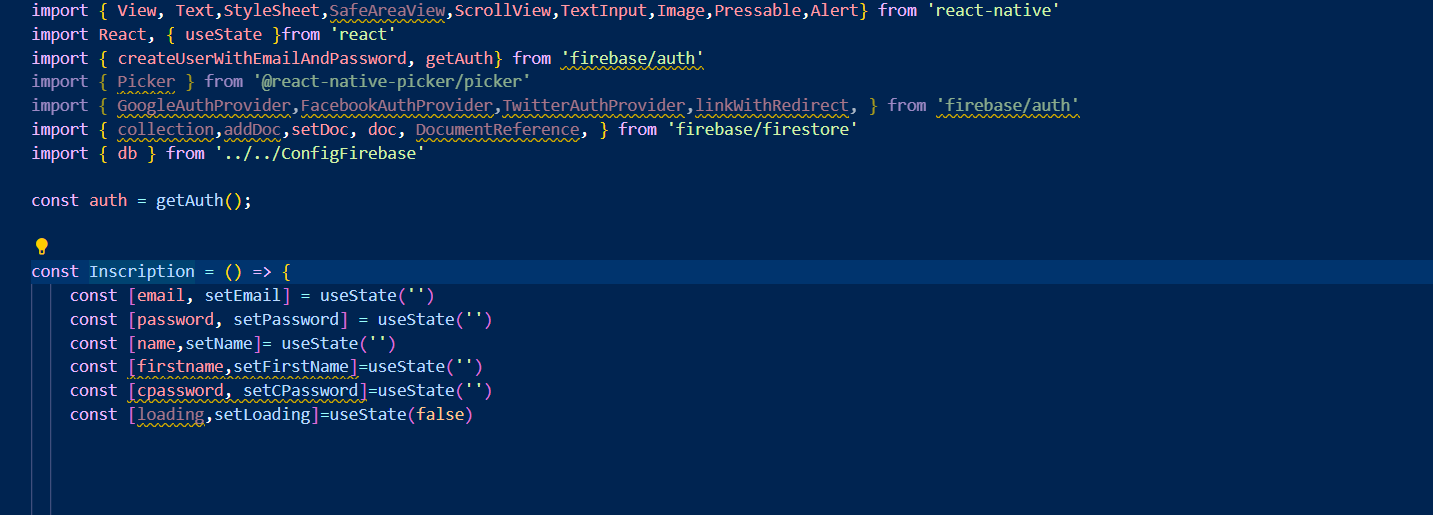 import { View, Text,StyleSheet,SafeAreaView,ScrollView,TextInput,Image,Pressable,Alert} from 'react-native'
import React, { useState }from 'react'
import { createUserWithEmailAndPassword, getAuth} from 'firebase/auth'
import { Picker } from '@react-native-picker/picker'
import { GoogleAuthProvider,FacebookAuthProvider,TwitterAuthProvider,linkWithRedirect, } from 'firebase/auth'
import { collection,addDoc,setDoc, doc, DocumentReference, } from 'firebase/firestore'
import { db } from '../../ConfigFirebase'
const auth = getAuth();
const Inscription = () => {
const [email, setEmail] = useState('')
const [password, setPassword] = useState('')
const [name,setName]= useState('')
const [firstname,setFirstName]=useState('')
const [cpassword, setCPassword]=useState('')
const [loading,setLoading]=useState(false)